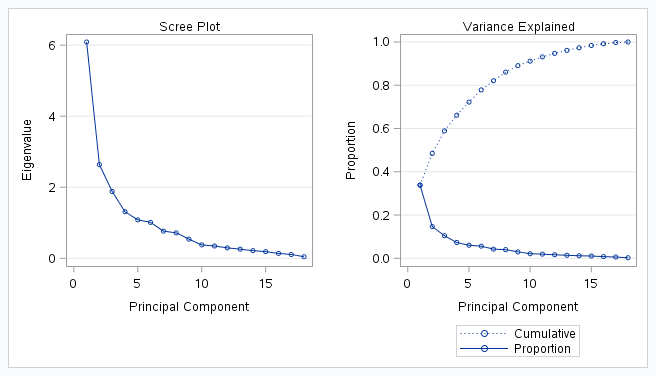 Scree Plot
6
4
2
0
Eigenvalue
0 5 10 15
Principal Component
Variance Explained
1.0
0.8
0.6
0.4
0.2
0.0
Proportion
0 5 10 15
Principal Component
Cumulative
Proportion